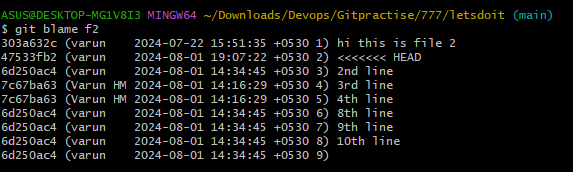 ASUS@DESKTOP-MG1V8I3 MINGW64 ~/Downloads/Devops/Gitpractise/777/letsdoit (main)
$ git blame f2
303a632c (varun    2024-07-22 15:51:35 +0530 1) hi this is file 2
47533fb2 (varun    2024-08-01 19:07:22 +0530 2) <<<<<<< HEAD
6d250ac4 (varun    2024-08-01 14:34:45 +0530 3) 2nd line
7c67ba63 (varun HM 2024-08-01 14:16:29 +0530 4) 3rd line
7c67ba63 (varun HM 2024-08-01 14:16:29 +0530 5) 4th line
6d250ac4 (varun    2024-08-01 14:34:45 +0530 6) 8th line
6d250ac4 (varun    2024-08-01 14:34:45 +0530 7) 9th line
6d250ac4 (varun    2024-08-01 14:34:45 +0530 8) 10th line
6d250ac4 (varun    2024-08-01 14:34:45 +0530 9)